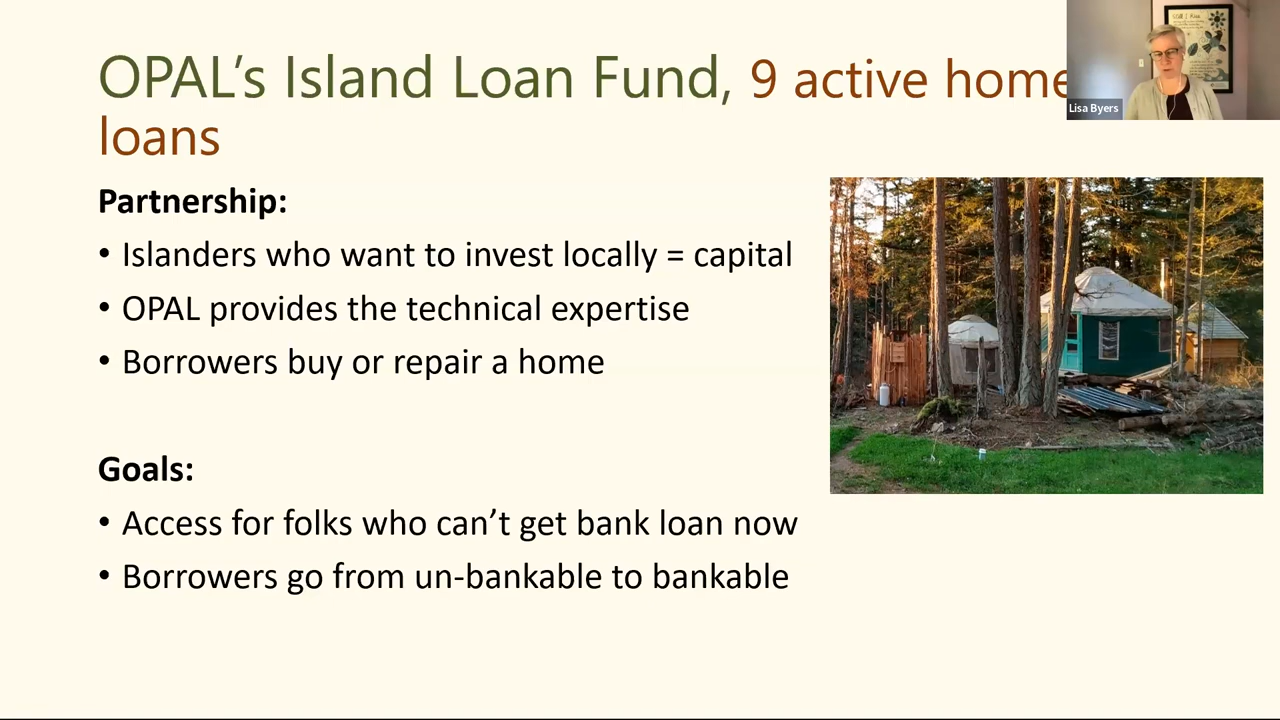 OPAL’s Island Loan Fund, 9 active home
loans
Lisa Byers
Partnership:
• Islanders who want to invest locally = capital
• OPAL provides the technical expertise
• Borrowers buy or repair a home
Goals:
• Access for folks who can’t get bank loan now
• Borrowers go from un-bankable to bankable